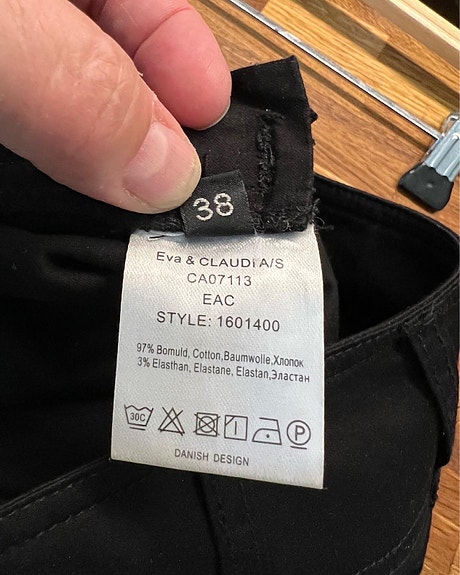 38
Eva & CLAUDI A/S
CA07113
EAC
STYLE: 1601400
97% Bomuld, Cotton,Baumwolle,Хлопок
3% Elasthan, Elastane, Elastan,Эластан
30C P
DANISH DESIGN